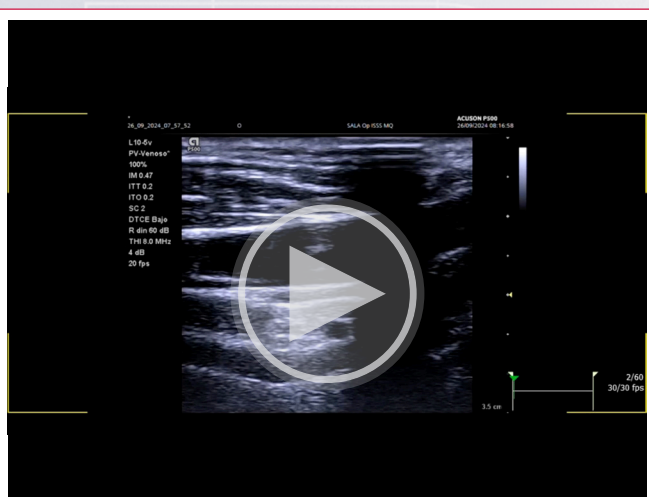 ACUSON P500
26_09_2024_07_57_52 O SALA Op ISSS MQ 26/09/2024 08:16:58
L10-5v
PV-Venoso*
100%
IM 0.47
ITT 0.2
ITO 0.2
SC 2
DTCE Bajo
R din 60 dB
THI 8.0 MHz
4 dB
20 fps
P500
2/60
30/30 fps
3.5 cm